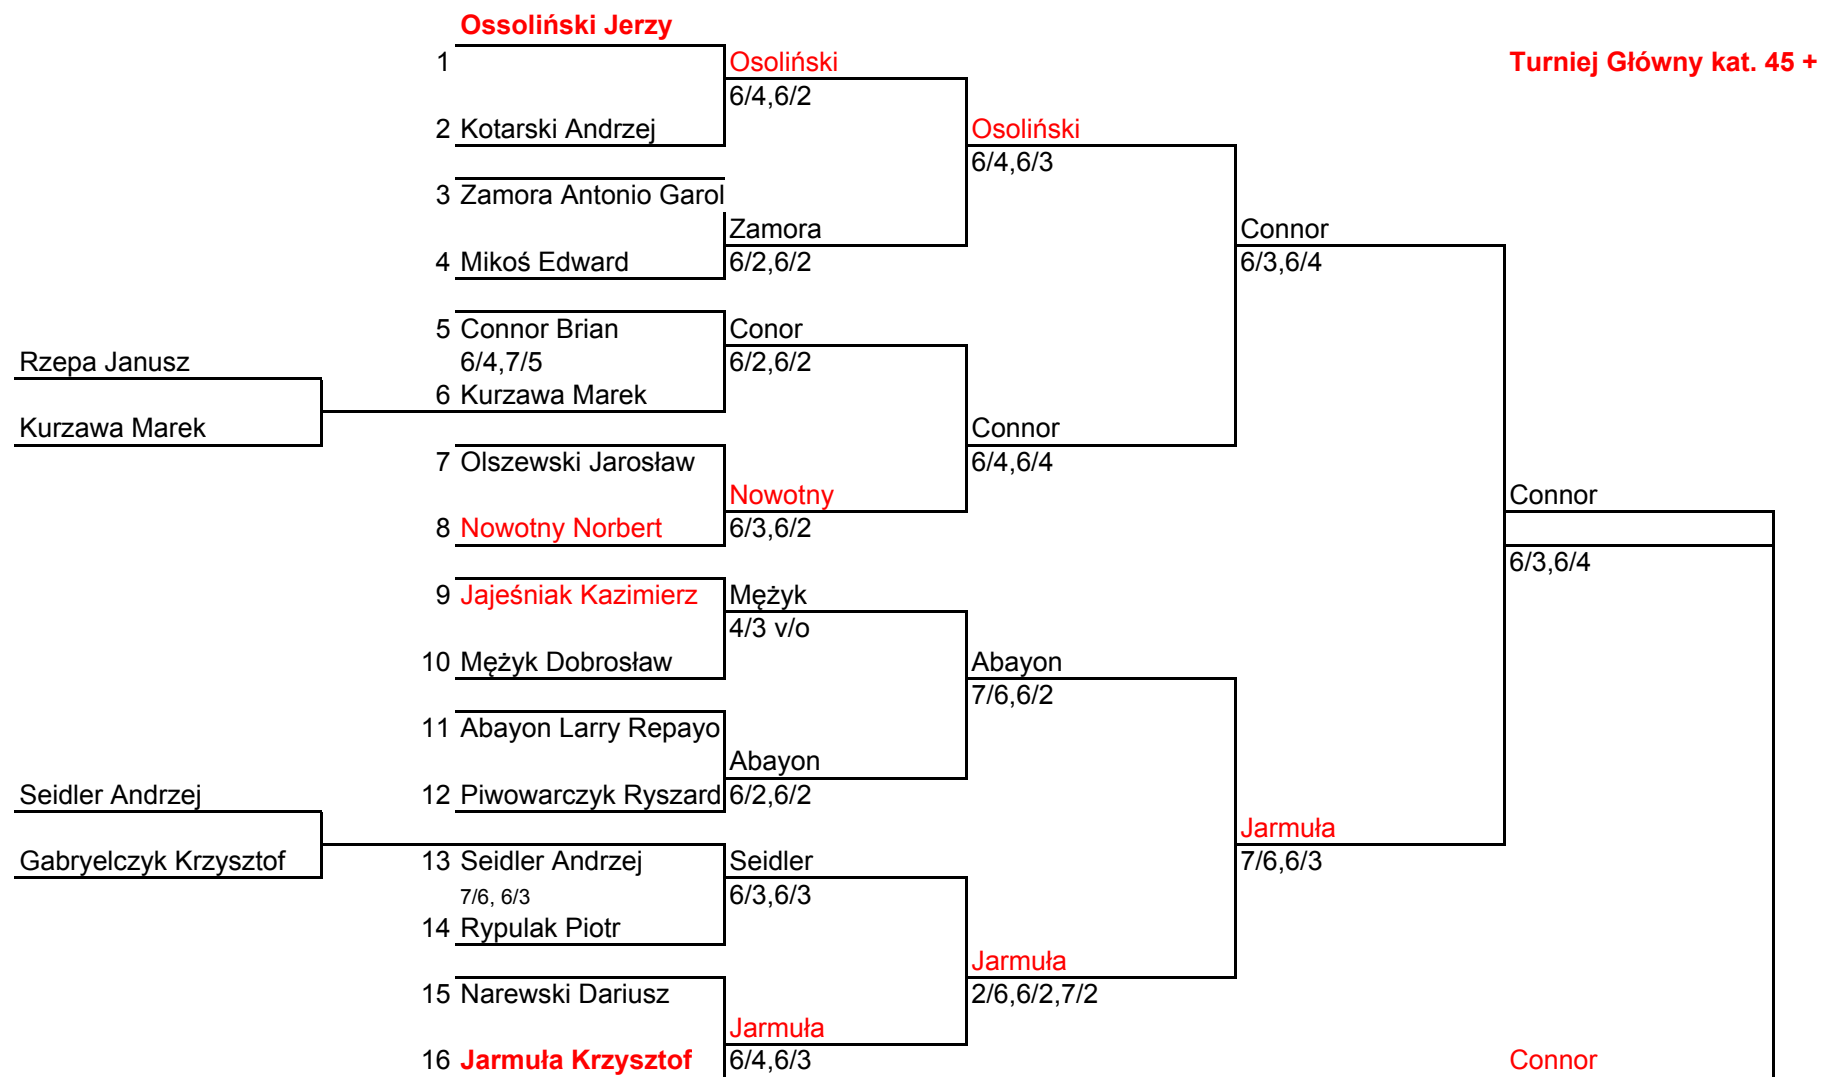 Ossoliński Jerzy
1 Osoliński Turniej Główny kat. 45 +
6/4,6/2
2 Kotarski Andrzej Osoliński
6/4,6/3
3 Zamora Antonio Garol
Zamora Connor
4 Mikoś Edward 6/2,6/2 6/3,6/4
5 Connor Brian Conor
Rzepa Janusz 6/4,7/5 6/2,6/2
6 Kurzawa Marek
Kurzawa Marek Connor
7 Olszewski Jarosław 6/4,6/4
Nowotny Connor
8 Nowotny Norbert 6/3,6/2
6/3,6/4
9 Jajeśniak Kazimierz Mężyk
4/3 v/o
10 Mężyk Dobrosław Abayon
7/6,6/2
11 Abayon Larry Repayo
Abayon
Seidler Andrzej 12 Piwowarczyk Ryszard 6/2,6/2
Jarmuła
Gabryelczyk Krzysztof 13 Seidler Andrzej Seidler 7/6,6/3
7/6, 6/3 6/3,6/3
14 Rypulak Piotr
Jarmuła
15 Narewski Dariusz 2/6,6/2,7/2
Jarmuła
16 Jarmuła Krzysztof 6/4,6/3 Connor